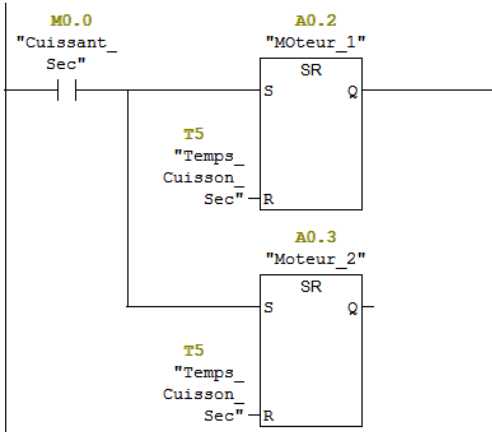 M0.0
"Cuissant_
Sec"
A0.2
"MOteur_1"
SR
S
Q
T5
"Temps_
Cuisson_
Sec"
R
A0.3
"Moteur_2"
SR
S
Q
T5
"Temps_
Cuisson_
Sec"
R